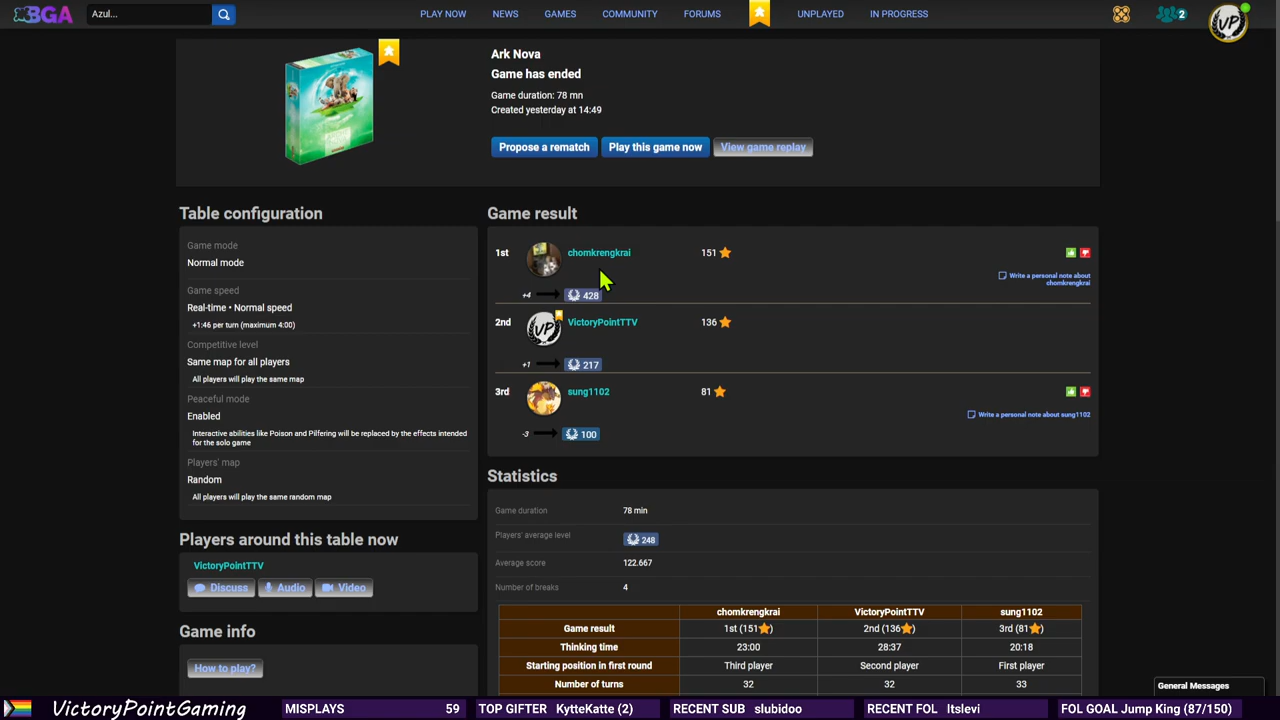 BGA
Azul...
PLAY NOW
NEWS
GAMES
COMMUNITY
FORUMS
UNPLAYED
IN PROGRESS
2
VP
Ark Nova
Game has ended
Game duration: 78 mn
Created yesterday at 14:49
Propose a rematch
Play this game now
View game replay
Table configuration
Game mode
Normal mode
Game speed
Real-time • Normal speed
+1:46 per turn (maximum 4:00)
Competitive level
Same map for all players
All players will play the same map
Peaceful mode
Enabled
Interactive abilities like Poison and Pilfering will be replaced by the effects intended
for the solo game
Players' map
Random
All players will play the same random map
Players around this table now
VictoryPointTTV
Discuss
Audio
Video
Game info
How to play?
Game result
1st
chomkrengkrai
151
Write a personal note about
chomkrengkrai
+4
428
2nd
VP
VictoryPointTTV
136
+1
217
3rd
sung1102
81
Write a personal note about sung1102
-3
100
Statistics
Game duration
78 min
Players' average level
248
Average score
122.667
Number of breaks
4
chomkrengkrai
VictoryPointTTV
sung1102
Game result
1st (151)
2nd (136)
3rd (81)
Thinking time
23:00
28:37
20:18
Starting position in first round
Third player
Second player
First player
Number of turns
32
32
33
General Messages
VictoryPointGaming
MISPLAYS
59
TOP GIFTER KytteKatte (2)
RECENT SUB slubidoo
RECENT FOL Itslevi
FOL GOAL Jump King (87/150)